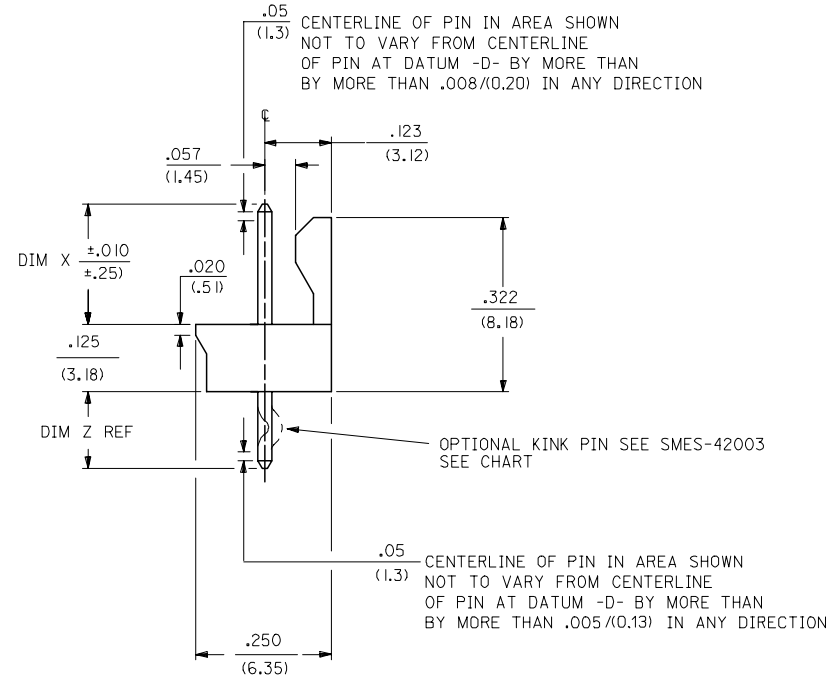 .05
(1.3)
CENTERLINE OF PIN IN AREA SHOWN
NOT TO VARY FROM CENTERLINE
OF PIN AT DATUM -D- BY MORE THAN
BY MORE THAN .008/(0.20) IN ANY DIRECTION
℄
.123
(3.12)
.057
(1.45)
DIM X ±.010
±.25)
.020
(.51)
.322
(8.18)
.125
(3.18)
DIM Z REF
OPTIONAL KINK PIN SEE SMES-42003
SEE CHART
.05
(1.3)
CENTERLINE OF PIN IN AREA SHOWN
NOT TO VARY FROM CENTERLINE
OF PIN AT DATUM -D- BY MORE THAN
BY MORE THAN .005/(0.13) IN ANY DIRECTION
.250
(6.35)